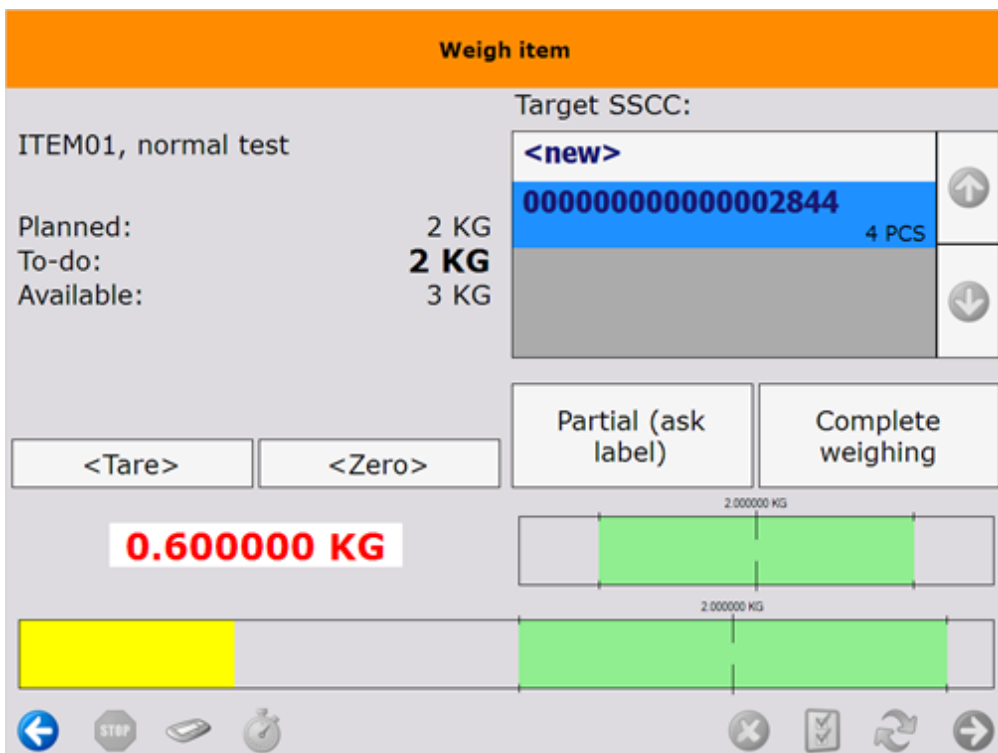 Weigh item
ITEM01, normal test
Planned: 2 KG
To-do: 2 KG
Available: 3 KG
Target SSCC:
<new>
000000000000002844
4 PCS
Partial (ask
label)
Complete
weighing
<Tare>
<Zero>
0.600000 KG
2.000000 KG
2.000000 KG
STOP